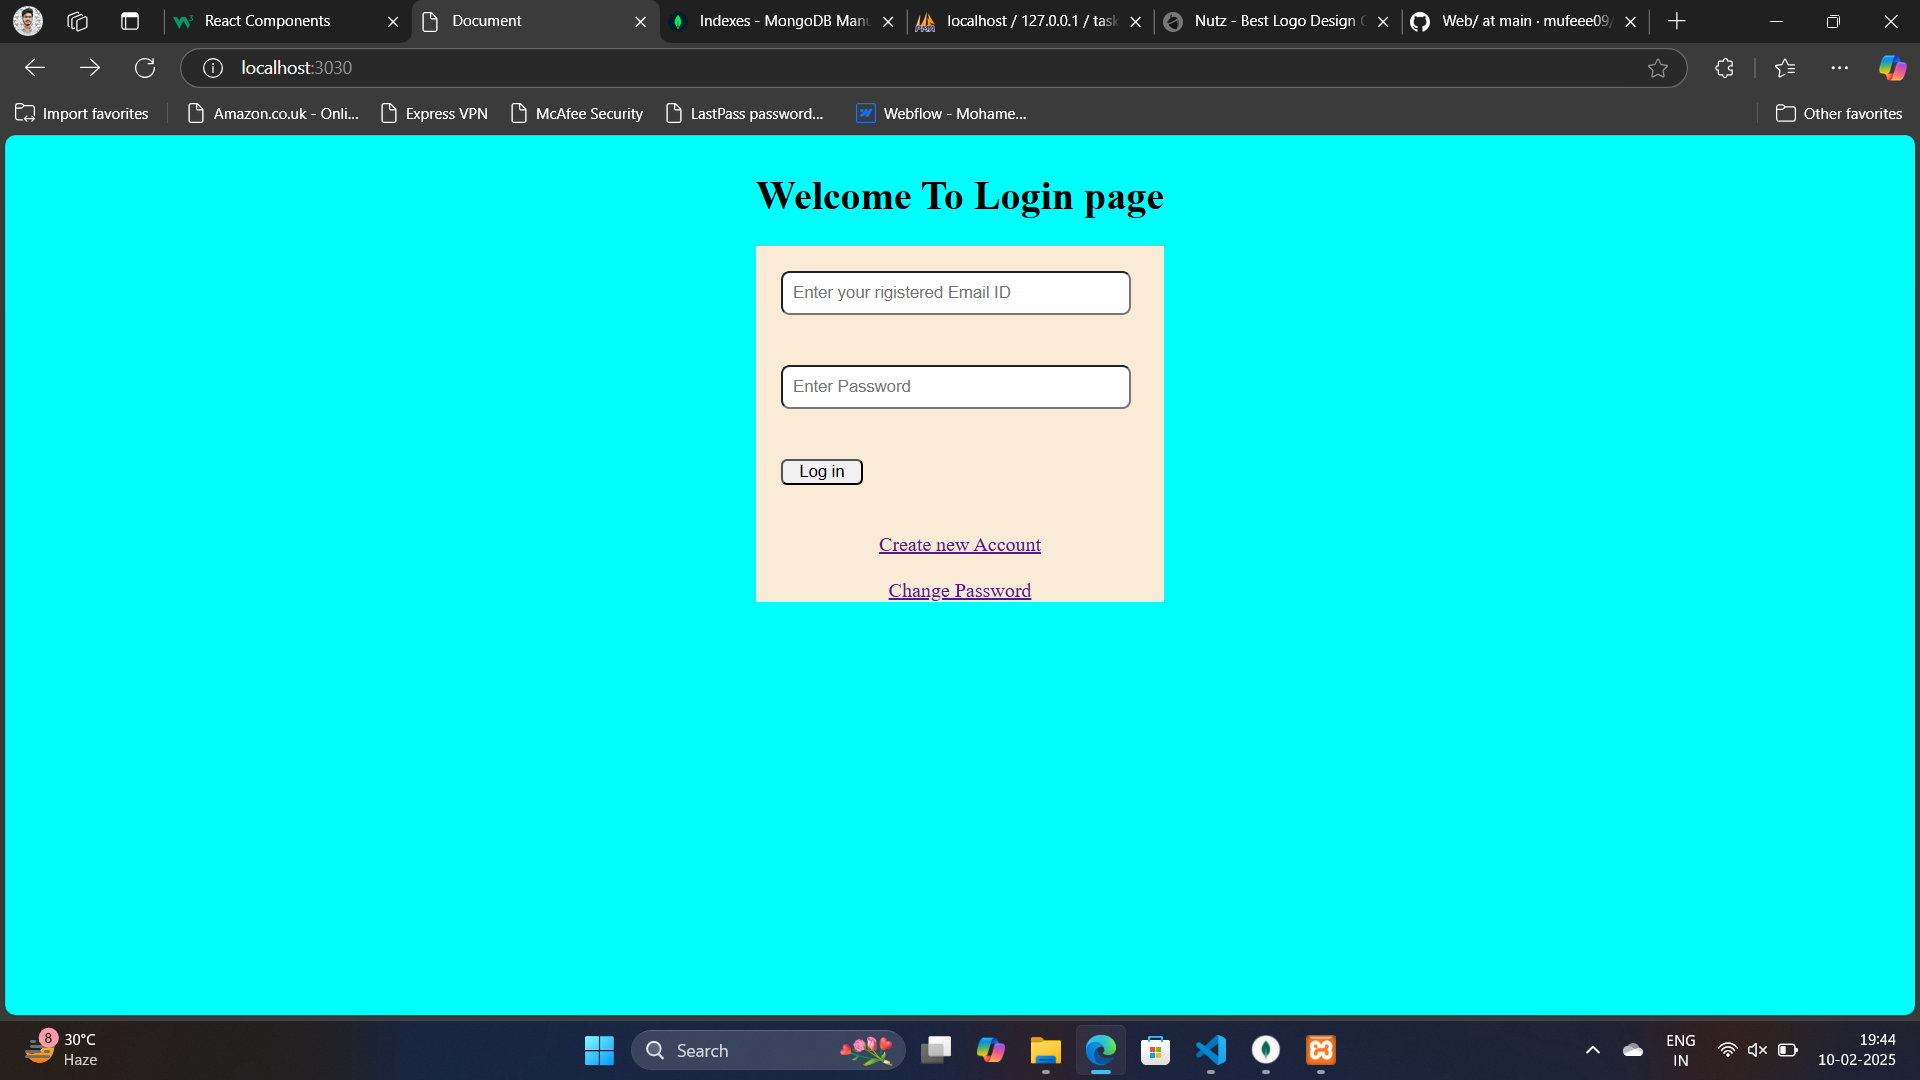 React Components
Document
Indexes - MongoDB Manu
localhost / 127.0.0.1 / task
Nutz - Best Logo Design C
Web/ at main · mufeee09/
localhost:3030
Import favorites
Amazon.co.uk - Onli...
Express VPN
McAfee Security
LastPass password...
Webflow - Mohame...
Other favorites
Welcome To Login page
Enter your rigistered Email ID
Enter Password
Log in
Create new Account
Change Password
8
30°C
Haze
Search
ENG
IN
19:44
10-02-2025